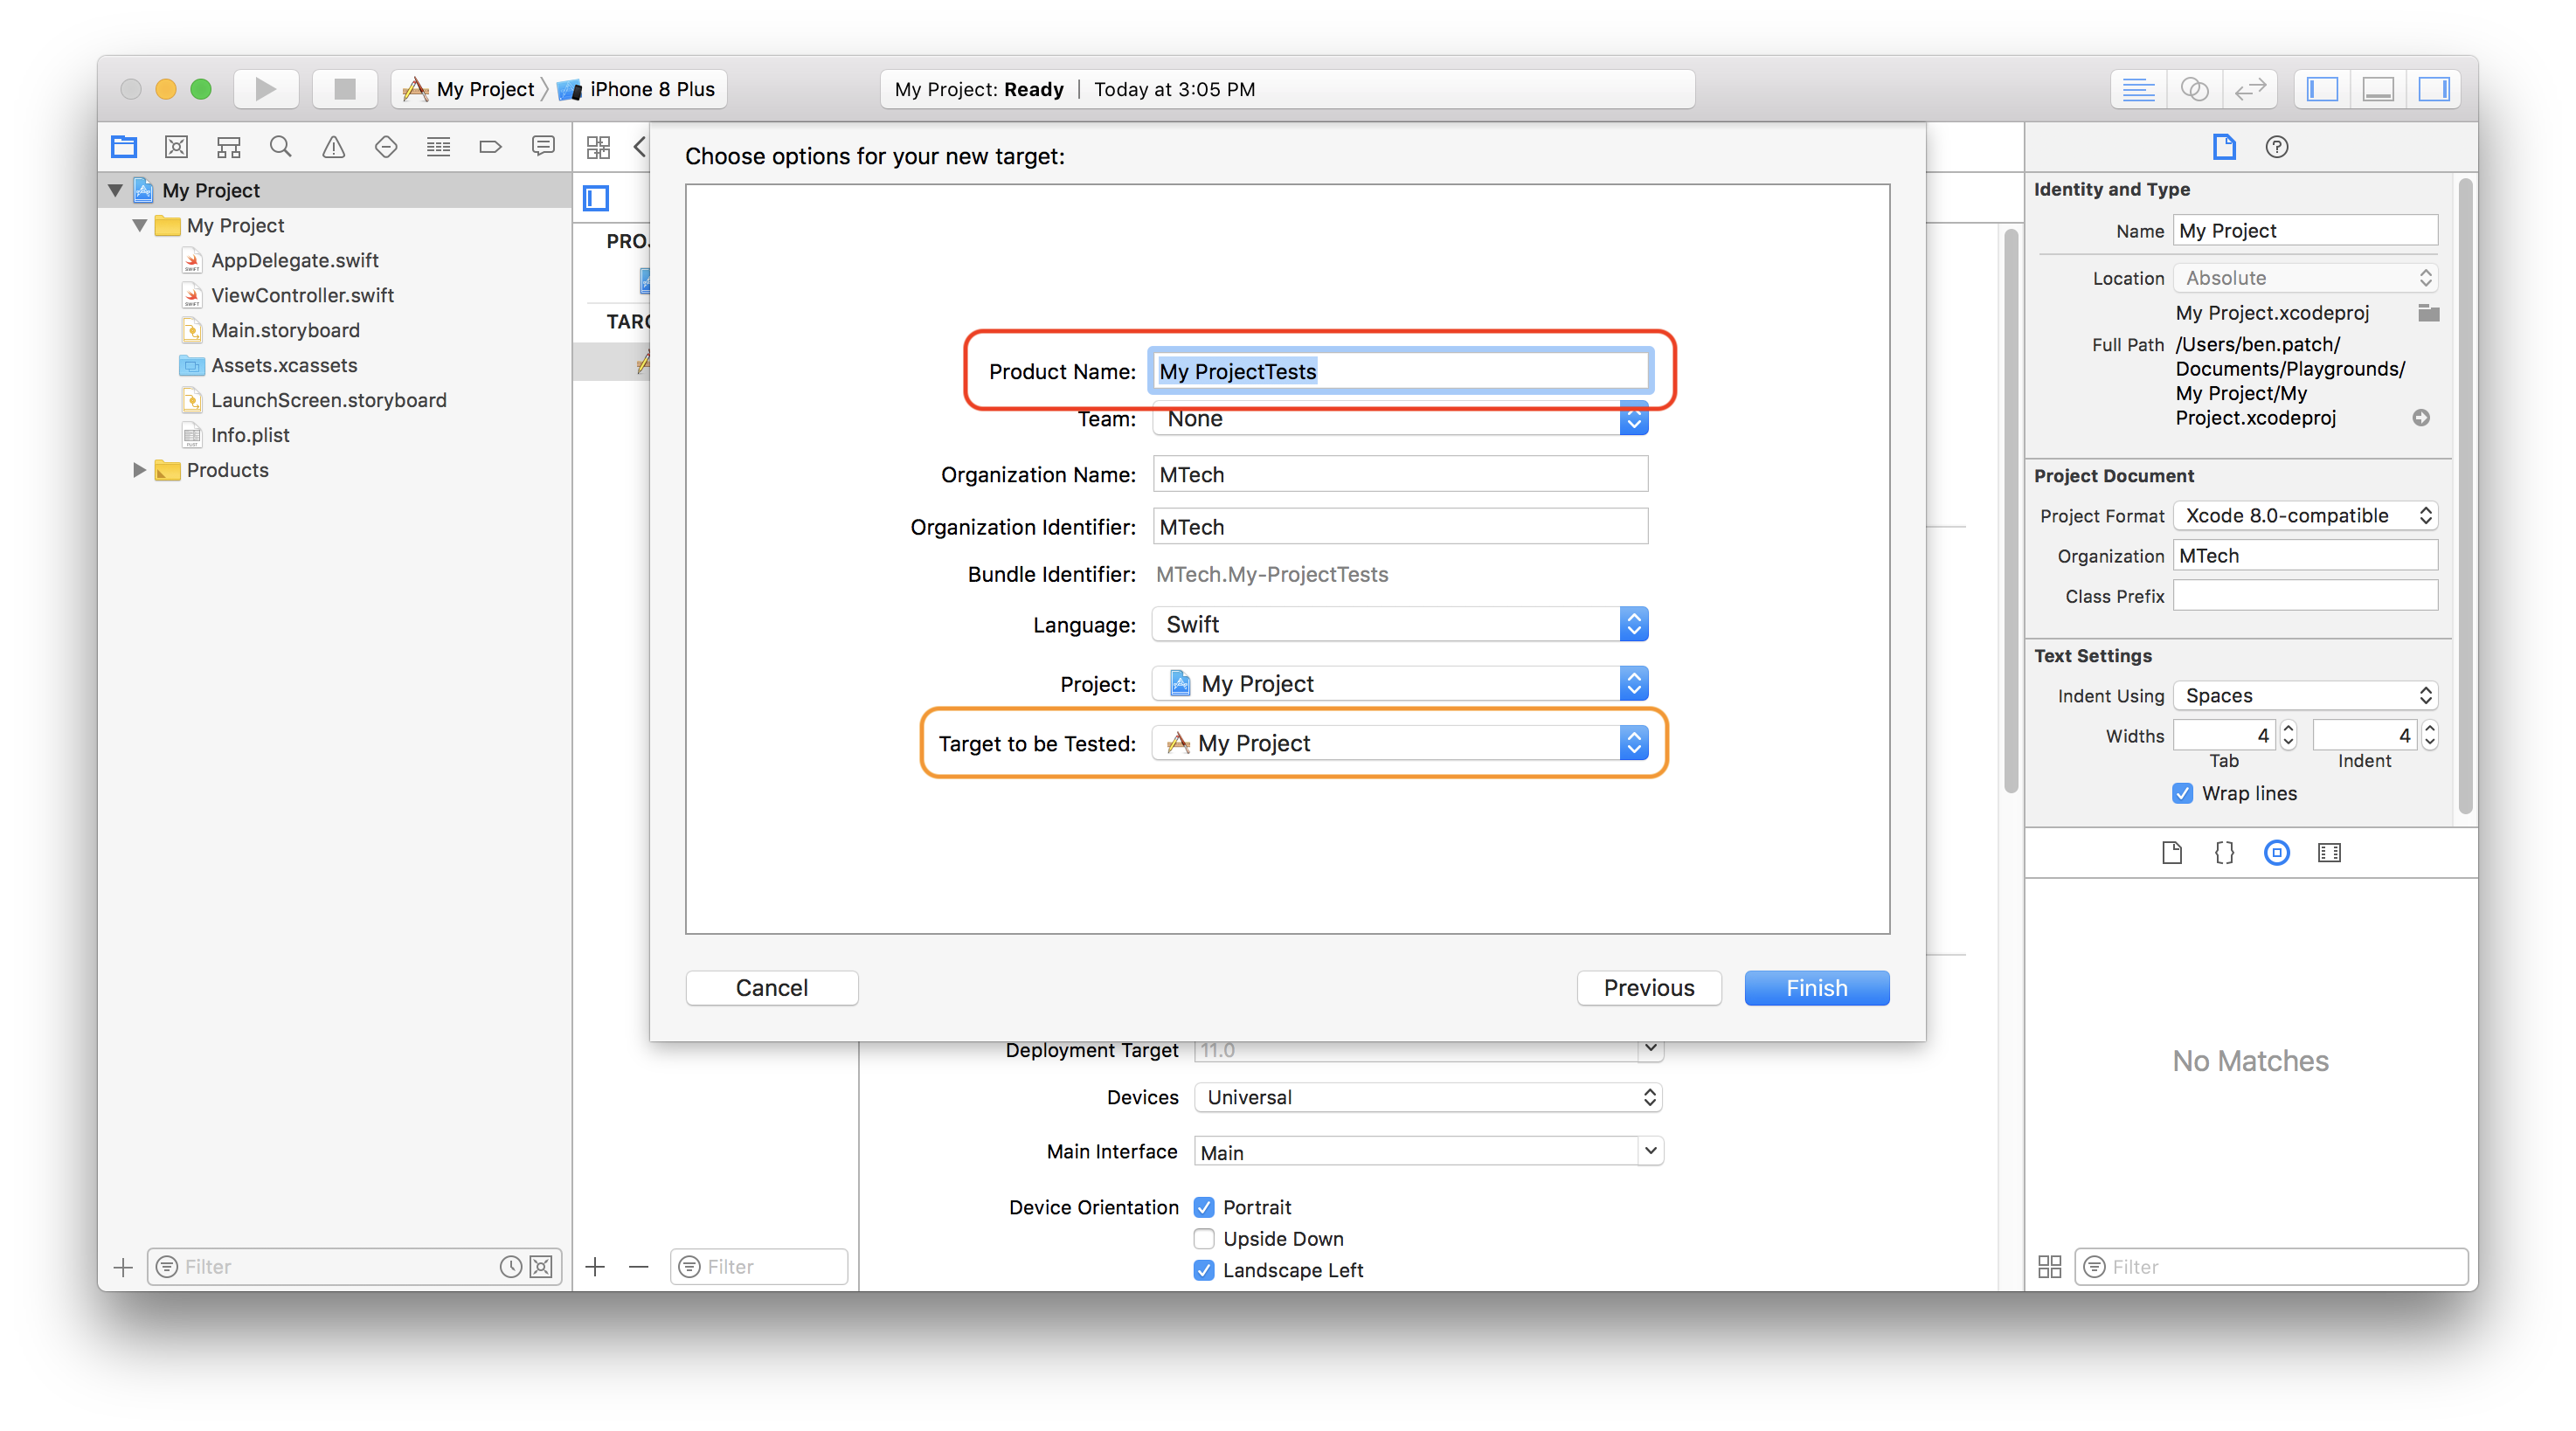 My Project
iPhone 8 Plus
My Project: Ready | Today at 3:05 PM
My Project
My Project
AppDelegate.swift
ViewController.swift
Main.storyboard
Assets.xcassets
LaunchScreen.storyboard
Info.plist
Products
Filter
Choose options for your new target:
Product Name: My ProjectTests
Team: None
Organization Name: MTech
Organization Identifier: MTech
Bundle Identifier: MTech.My-ProjectTests
Language: Swift
Project: My Project
Target to be Tested: My Project
Cancel
Previous
Finish
Deployment Target 11.0
Devices Universal
Main Interface Main
Device Orientation Portrait
Upside Down
Landscape Left
Filter
Identity and Type
Name My Project
Location Absolute
My Project.xcodeproj
Full Path /Users/ben.patch/
Documents/Playgrounds/
My Project/My
Project.xcodeproj
Project Document
Project Format Xcode 8.0-compatible
Organization MTech
Class Prefix
Text Settings
Indent Using Spaces
Widths 4 4
Tab Indent
Wrap lines
No Matches
Filter